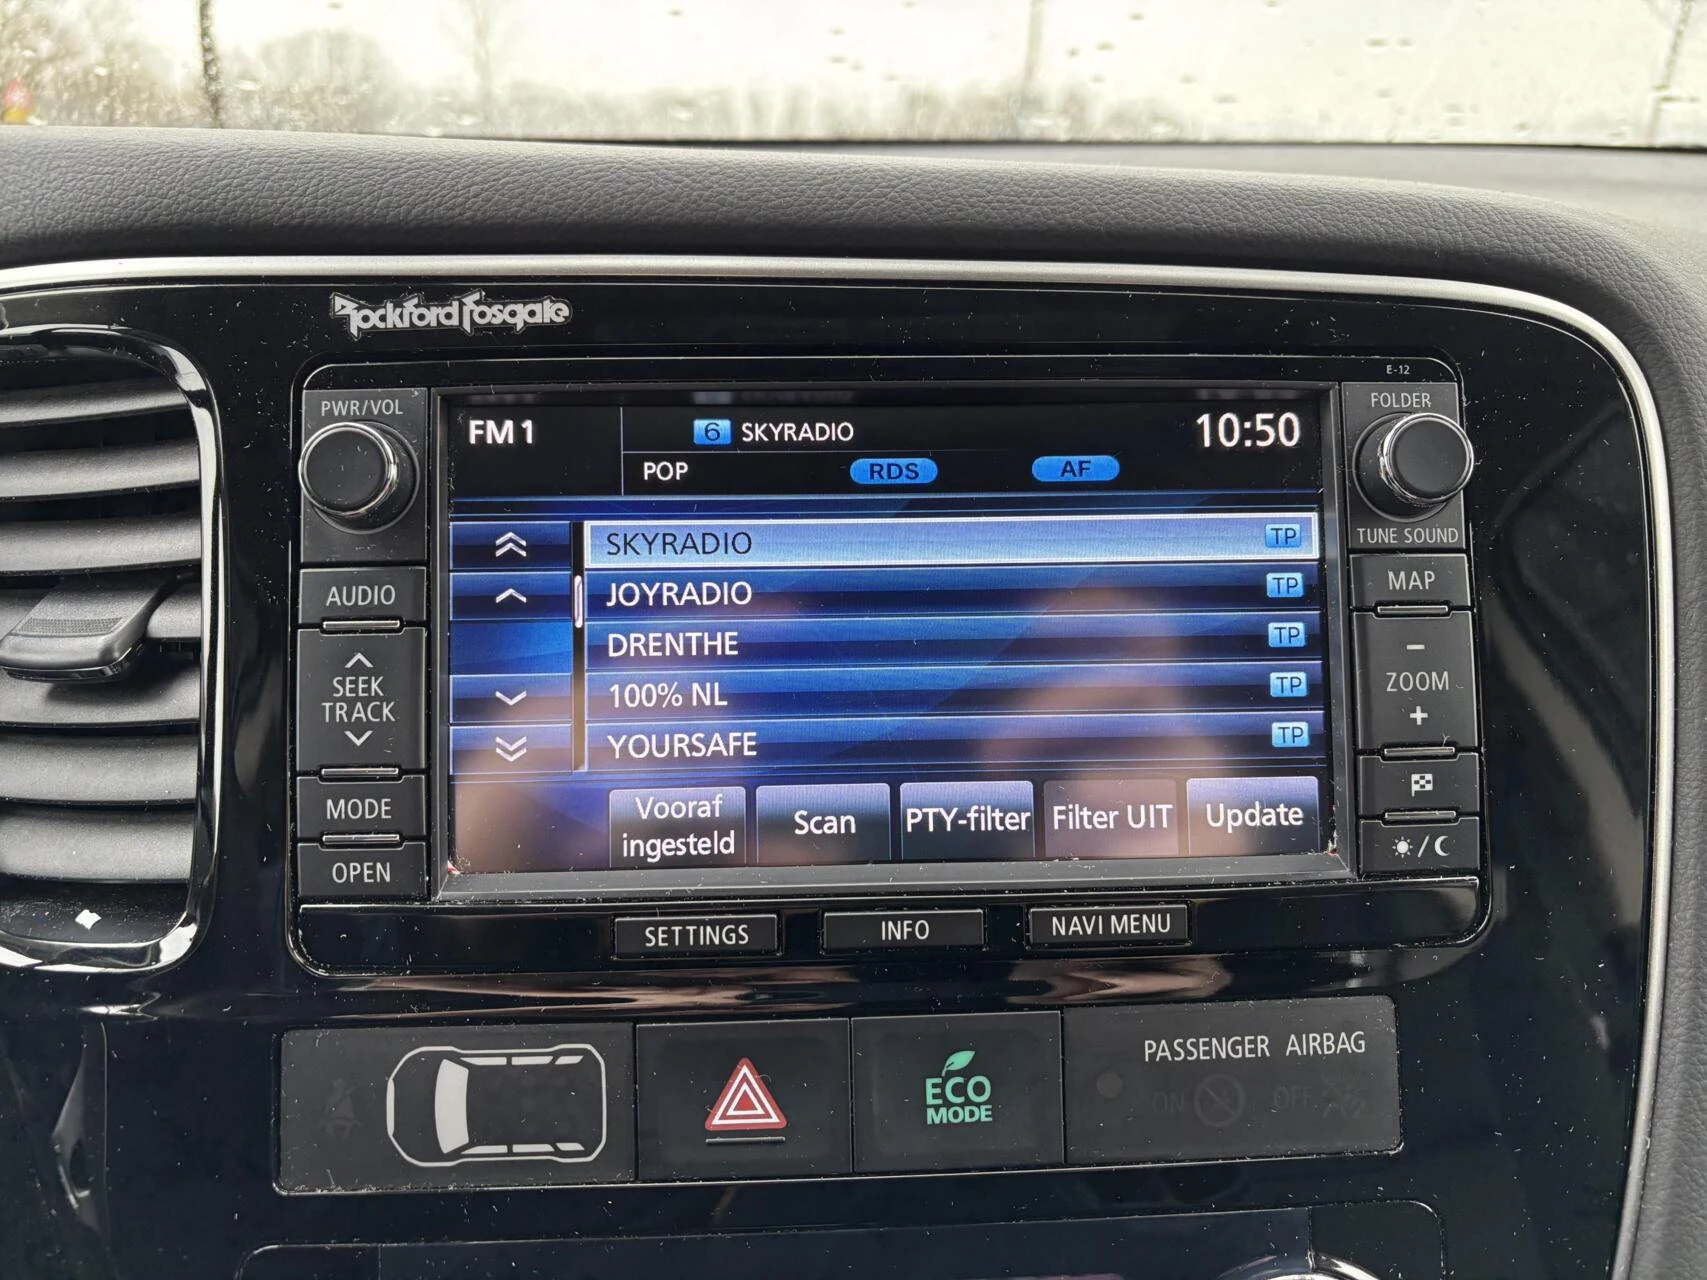 Rockford Fosgate
E-12
PWR/VOL
FOLDER
FM 1
6 SKYRADIO
10:50
POP
RDS
AF
TUNE SOUND
SKYRADIO TP
JOYRADIO TP
DRENTHE TP
100% NL TP
YOURSAFE TP
Vooraf
ingesteld
Scan
PTY-filter
Filter UIT
Update
AUDIO
SEEK
TRACK
MODE
OPEN
MAP
ZOOM
SETTINGS
INFO
NAVI MENU
ECO
MODE
PASSENGER AIRBAG
ON
OFF